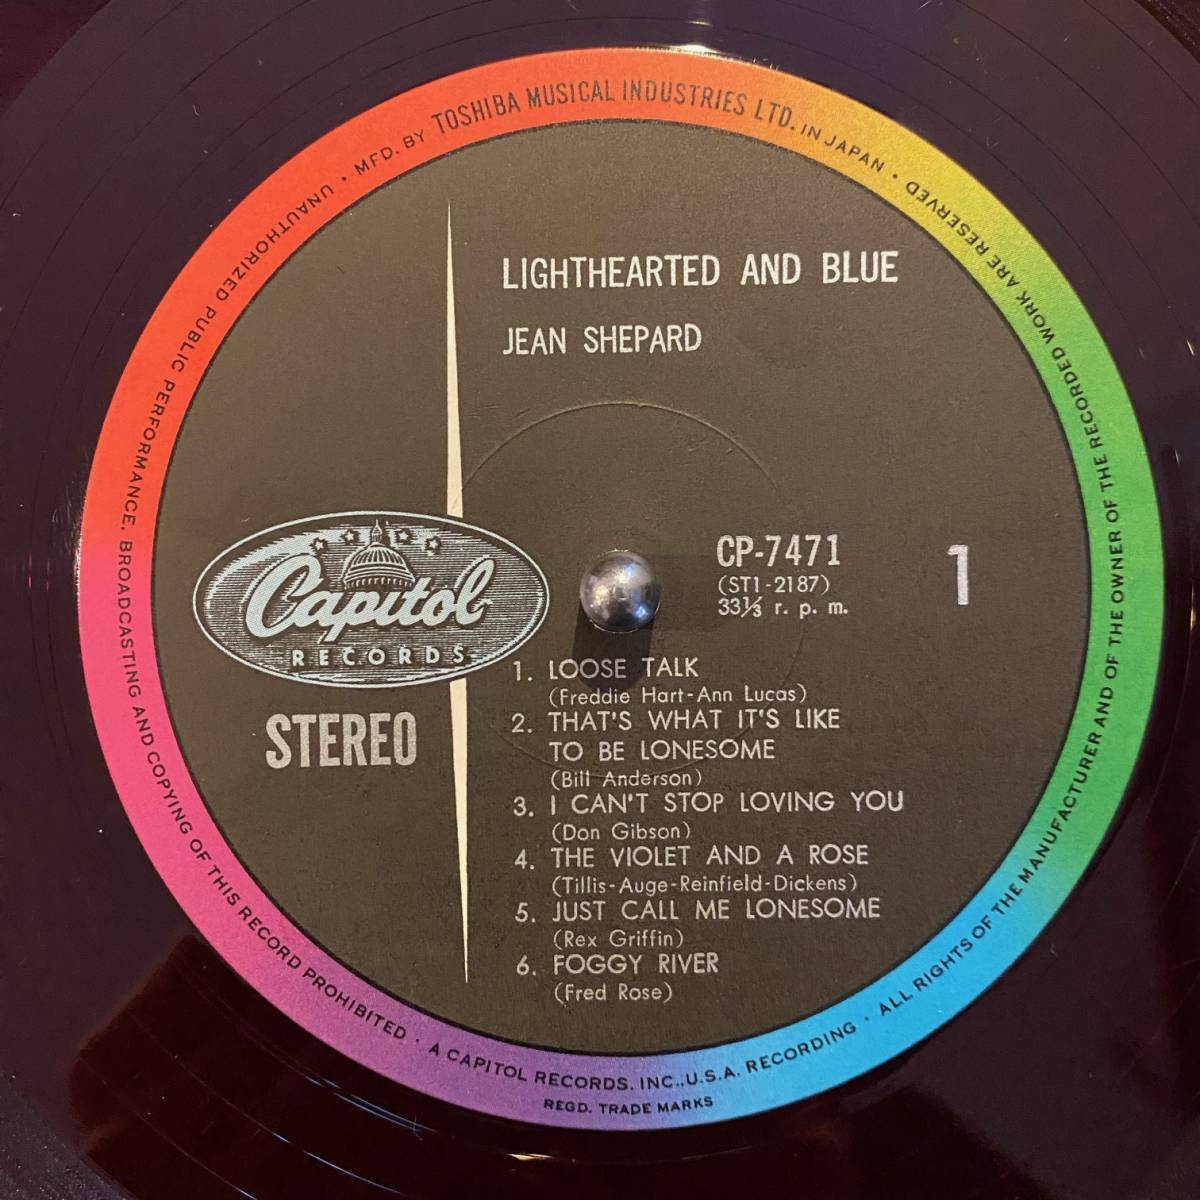 MFD. BY TOSHIBA MUSICAL INDUSTRIES LTD. IN JAPAN · ALL RIGHTS OF THE MANUFACTURER AND OF THE OWNER OF THE RECORDED WORK ARE RESERVED
UNAUTHORIZED PUBLIC PERFORMANCE, BROADCASTING AND COPYING OF THIS RECORD PROHIBITED · A CAPITOL RECORDS, INC.,U.S.A. RECORDING ·
REGD. TRADE MARKS
LIGHTHEARTED AND BLUE
JEAN SHEPARD
Capitol
RECORDS
STEREO
CP-7471
(ST1-2187)
33⅓ r. p. m.
1
1. LOOSE TALK
(Freddie Hart-Ann Lucas)
2. THAT'S WHAT IT'S LIKE
TO BE LONESOME
(Bill Anderson)
3. I CAN'T STOP LOVING YOU
(Don Gibson)
4. THE VIOLET AND A ROSE
(Tillis-Auge-Reinfield-Dickens)
5. JUST CALL ME LONESOME
(Rex Griffin)
6. FOGGY RIVER
(Fred Rose)